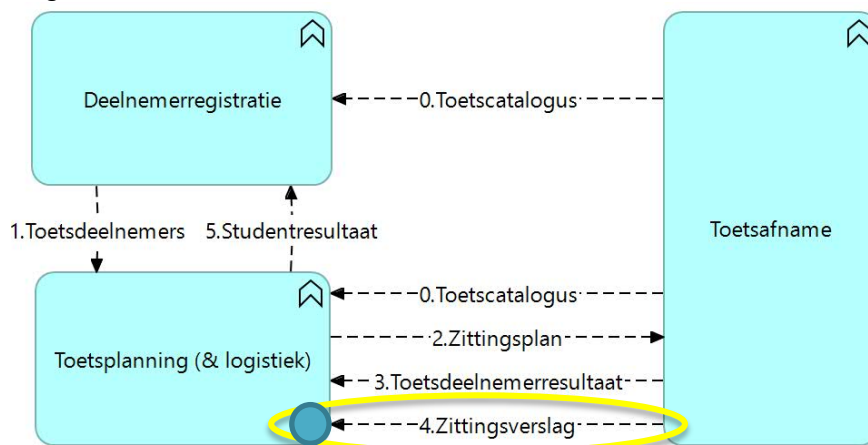 Deelnemerregistratie
0.Toetscatalogus
Toetsafname
1.Toetsdeelnemers
5.Studentresultaat
Toetsplanning (& logistiek)
0.Toetscatalogus
2.Zittingsplan
3.Toetsdeelnemerresultaat
4.Zittingsverslag